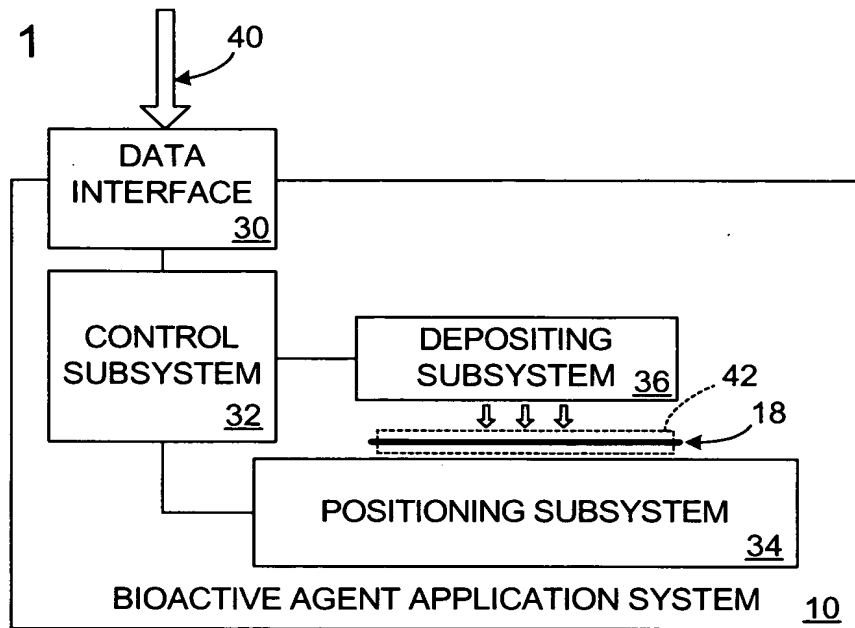 1
40
DATA
INTERFACE
30
CONTROL
SUBSYSTEM
32
DEPOSITING
SUBSYSTEM
36
42
18
POSITIONING SUBSYSTEM
34
BIOACTIVE AGENT APPLICATION SYSTEM
10